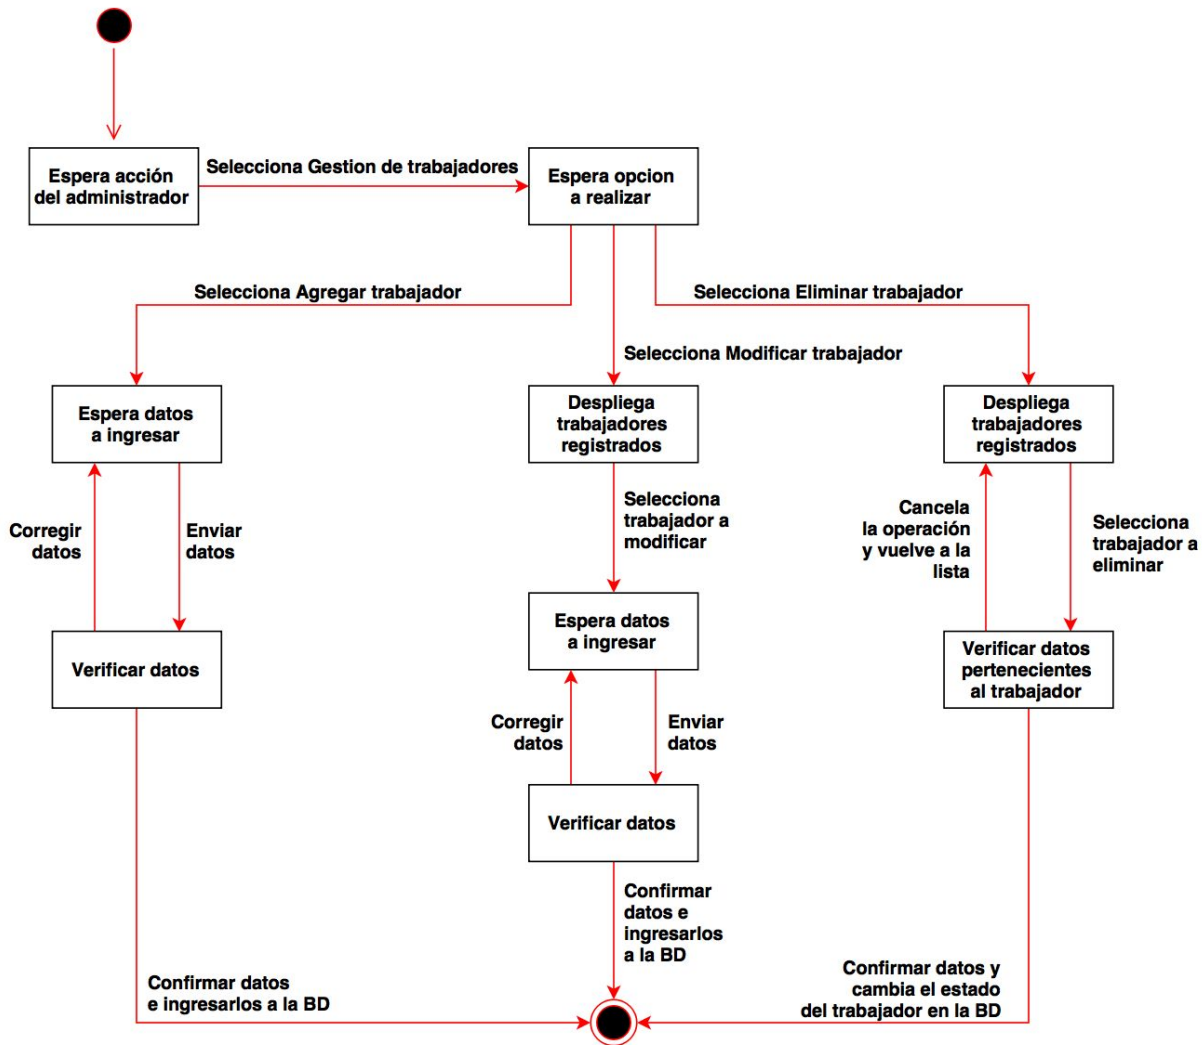 Espera acción
del administrador
Selecciona Gestion de trabajadores
Espera opcion
a realizar
Selecciona Agregar trabajador
Selecciona Eliminar trabajador
Selecciona Modificar trabajador
Espera datos
a ingresar
Despliega
trabajadores
registrados
Despliega
trabajadores
registrados
Corregir
datos
Enviar
datos
Selecciona
trabajador a
modificar
Cancela
la operación
y vuelve a la
lista
Selecciona
trabajador a
eliminar
Verificar datos
Espera datos
a ingresar
Verificar datos
pertenecientes
al trabajador
Corregir
datos
Enviar
datos
Verificar datos
Confirmar
datos e
ingresarlos
a la BD
Confirmar datos
e ingresarlos a la BD
Confirmar datos y
cambia el estado
del trabajador en la BD